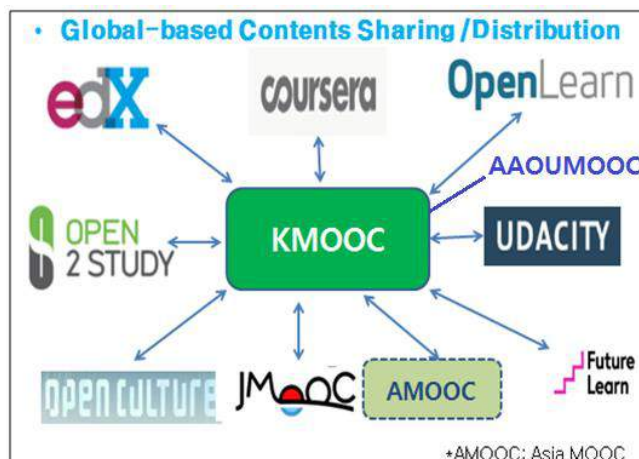 • Global-based Contents Sharing/Distribution
edX
coursera
OpenLearn
AAOUMOOC
OPEN
2 STUDY
KMOOC
UDACITY
OPEN CULTURE
JMOOC
AMOOC
Future
Learn
*AMOOC: Asia MOOC